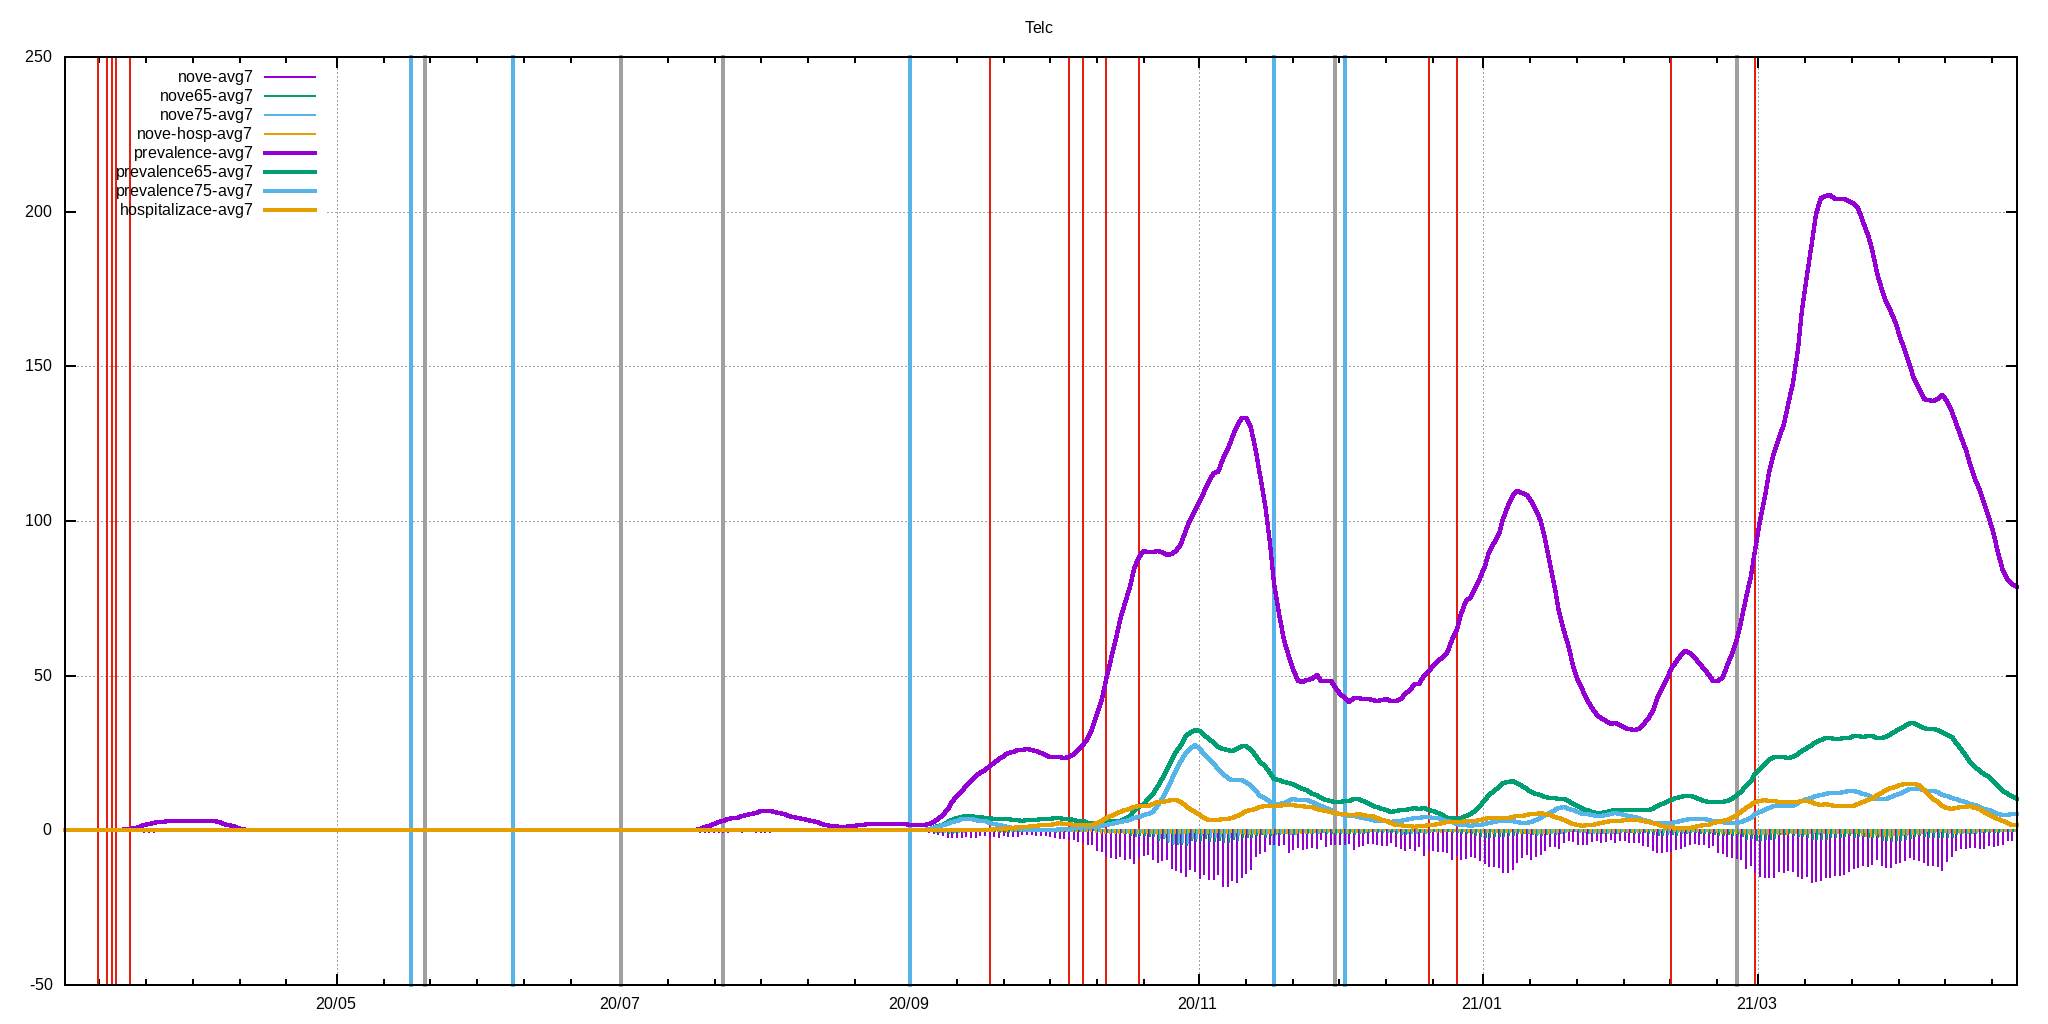 Telc
250
nove-avg7
nove65-avg7
nove75-avg7
nove-hosp-avg7
prevalence-avg7
prevalence65-avg7
prevalence75-avg7
hospitalizace-avg7
200
150
100
50
0
-50
20/05
20/07
20/09
20/11
21/01
21/03